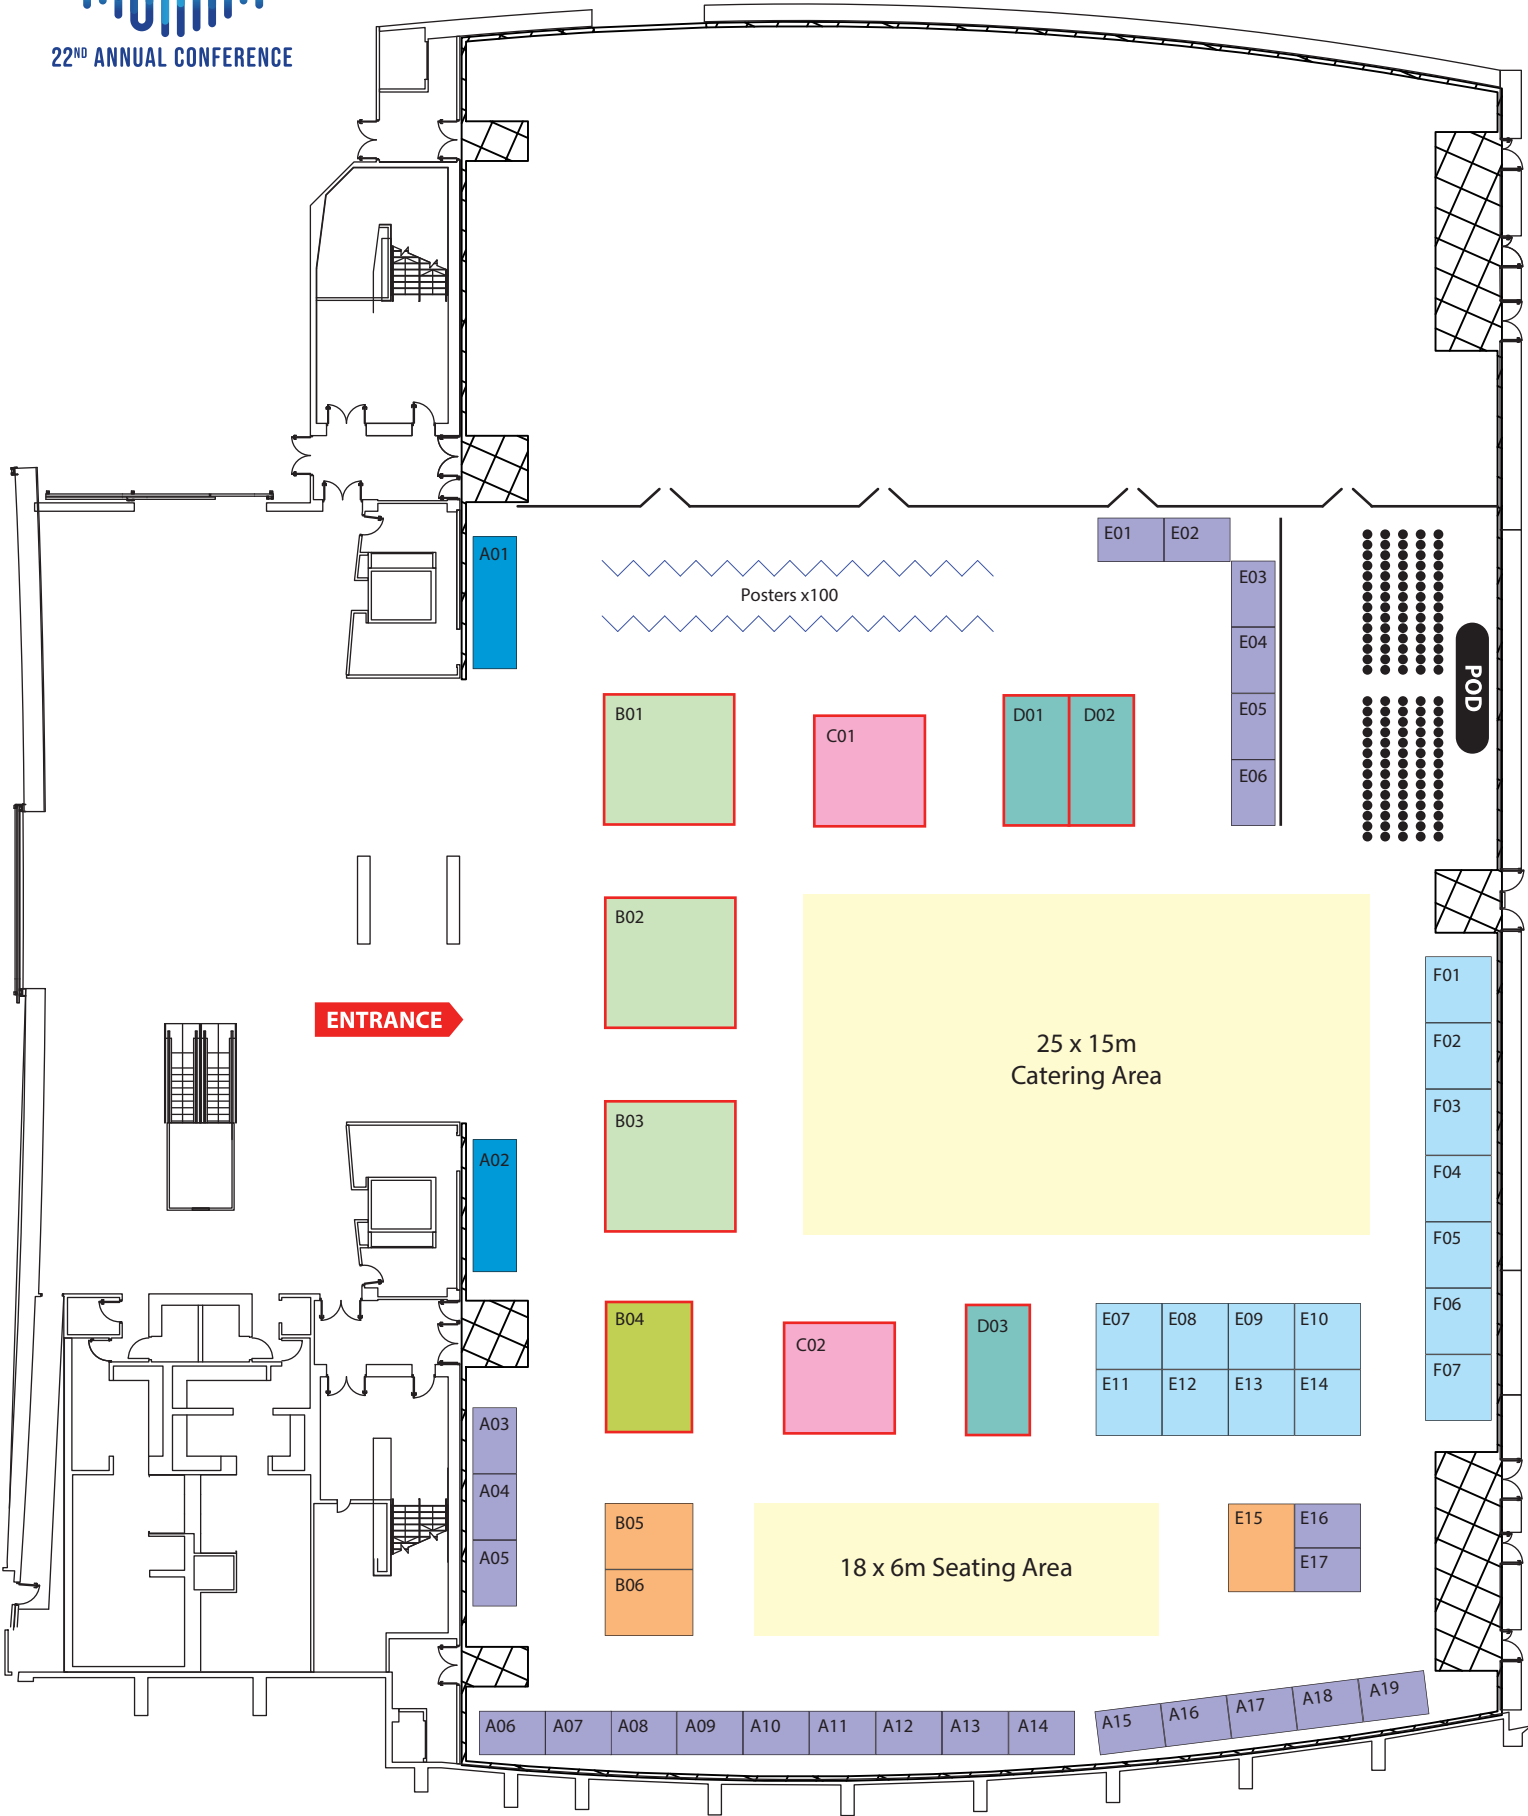 22ND ANNUAL CONFERENCE
E01
E02
A01
E03
Posters x100
E04
POD
E05
B01
D01
D02
C01
E06
B02
F01
ENTRANCE
25 x 15m
Catering Area
F02
F03
B03
A02
F04
F05
F06
B04
E07
E08
E09
E10
D03
C02
F07
E11
E12
E13
E14
A03
A04
B05
E15
E16
E17
A05
18 x 6m Seating Area
B06
A19
A18
A17
A16
A15
A06
A07
A08
A09
A10
A11
A12
A13
A14